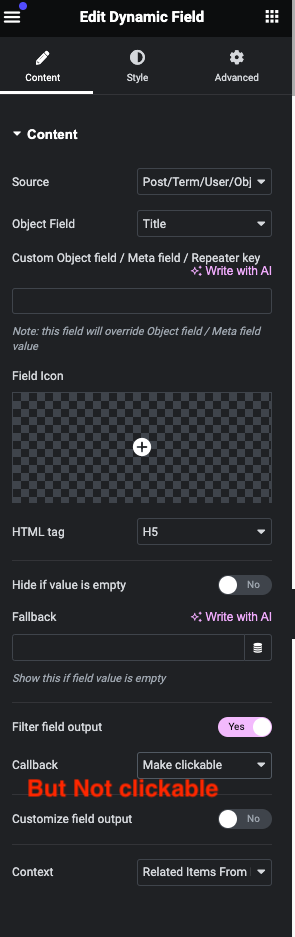 Edit Dynamic Field
Content
Style
Advanced
Content
Source
Post/Term/User/Obj
Object Field
Title
Custom Object field / Meta field / Repeater key
Write with AI
Note: this field will override Object field / Meta field
value
Field Icon
HTML tag
H5
Hide if value is empty
No
Fallback
Write with AI
Show this if field value is empty
Filter field output
Yes
Callback
Make clickable
But Not clickable
Customize field output
No
Context
Related Items From